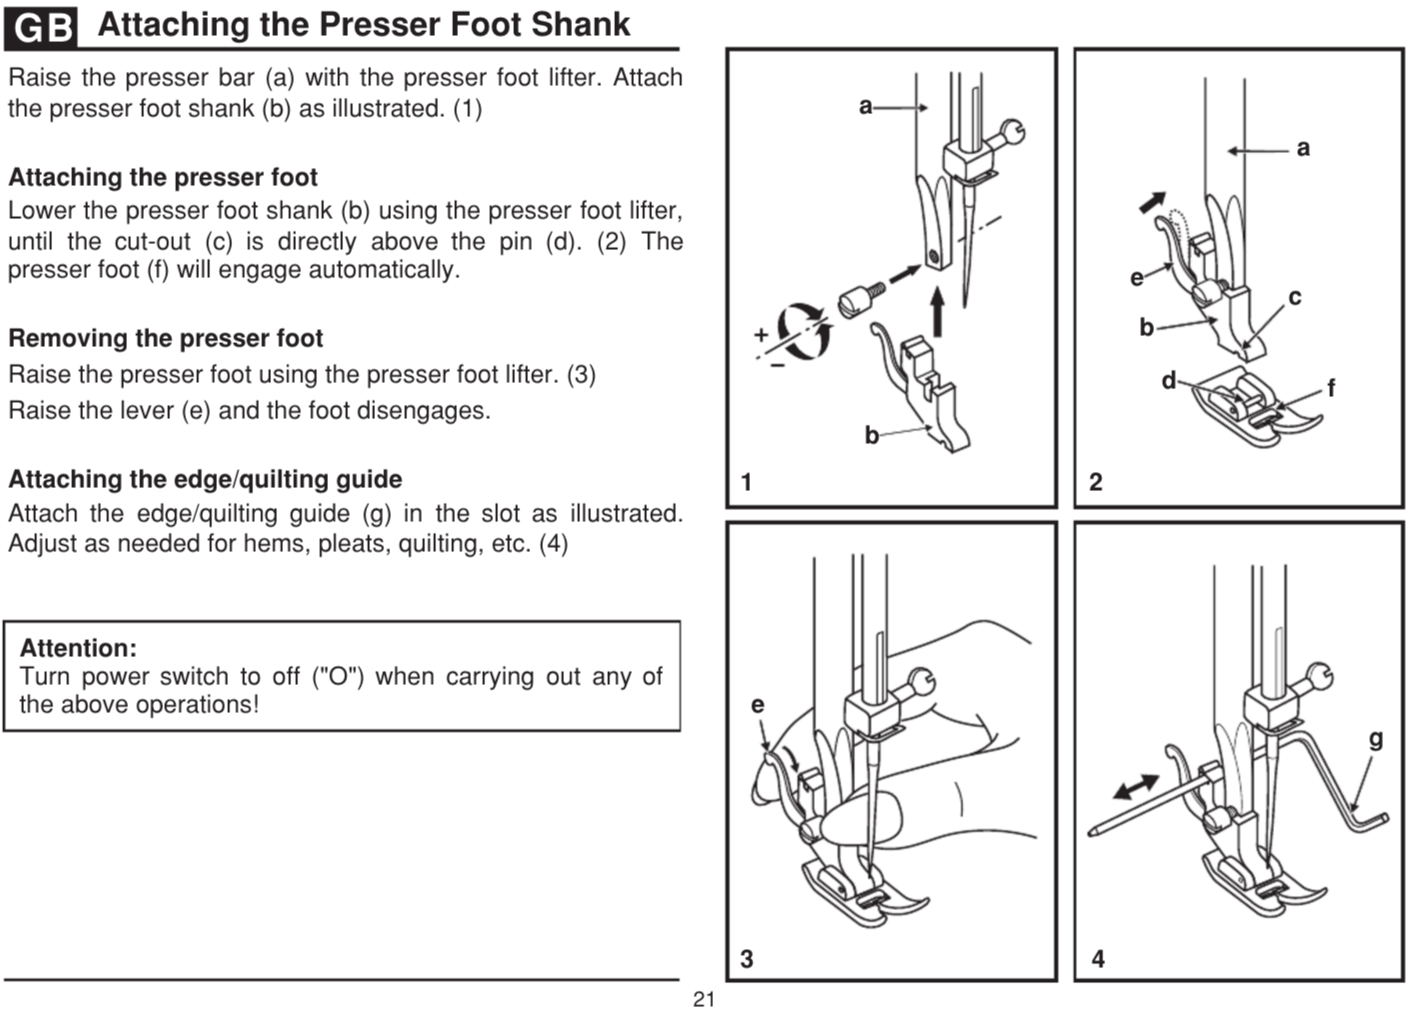 GB Attaching the Presser Foot Shank
Raise the presser bar (a) with the presser foot lifter. Attach
the presser foot shank (b) as illustrated. (1)
Attaching the presser foot
Lower the presser foot shank (b) using the presser foot lifter,
until the cut-out (c) is directly above the pin (d). (2) The
presser foot (f) will engage automatically.
Removing the presser foot
Raise the presser foot using the presser foot lifter. (3)
Raise the lever (e) and the foot disengages.
Attaching the edge/quilting guide
Attach the edge/quilting guide (g) in the slot as illustrated.
Adjust as needed for hems, pleats, quilting, etc. (4)
Attention:
Turn power switch to off ("O") when carrying out any of
the above operations!
a
+
–
b
1
a
e
c
b
d
f
2
e
3
g
4
21